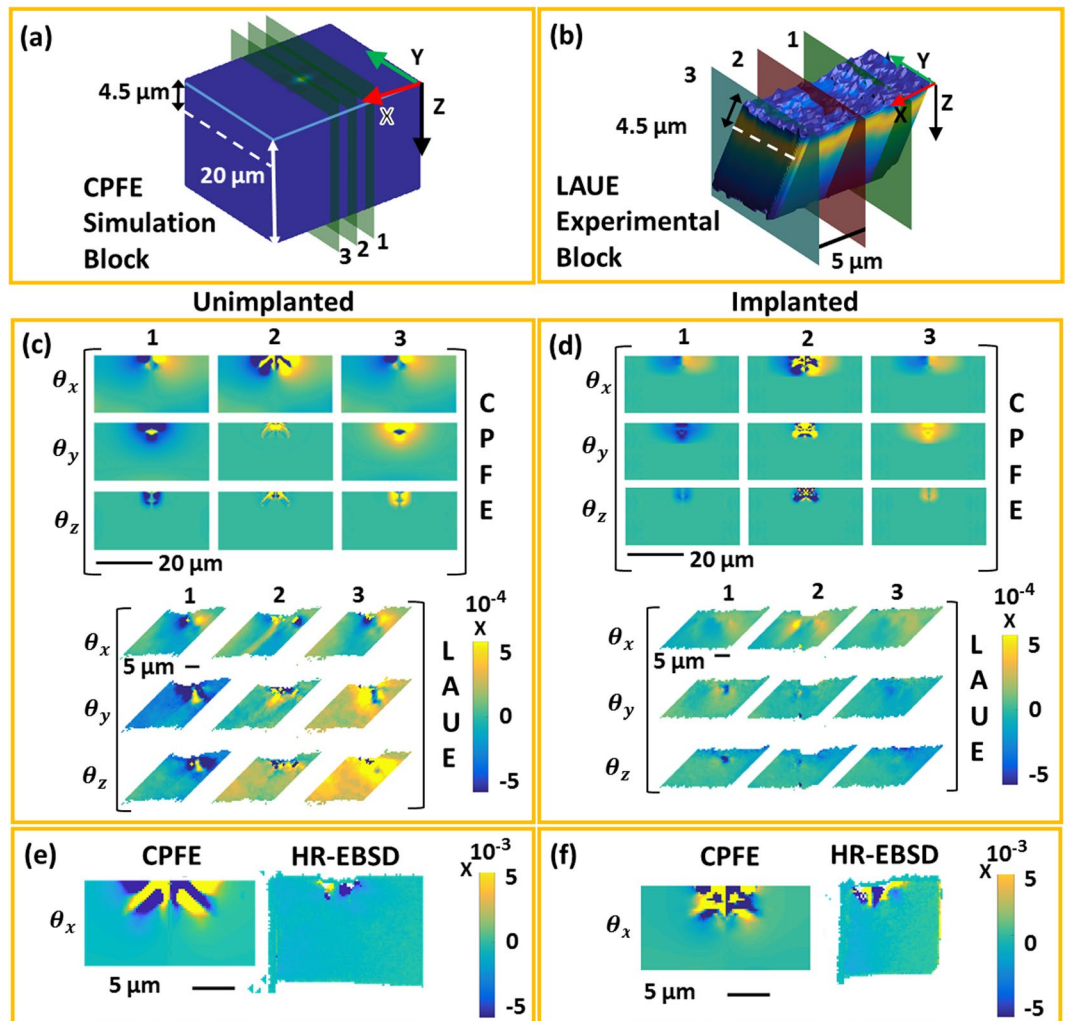 (a)
Y
X
Z
4.5 µm
20 µm
CPFE
Simulation
Block
3 2 1
(b)
1
2
3
Y
X
Z
4.5 µm
LAUE
Experimental
Block
5 µm
Unimplanted
Implanted
(c)
1 2 3
θx
θy
θz
C
P
F
E
20 µm
1 2 3
θx
5 µm
θy
θz
L
A
U
E
10-4
X
5
0
-5
(d)
1 2 3
θx
θy
θz
C
P
F
E
20 µm
1 2 3
θx
5 µm
θy
θz
L
A
U
E
10-4
X
5
0
-5
(e)
CPFE HR-EBSD
θx
5 µm
10-3
X
5
0
-5
(f)
CPFE HR-EBSD
θx
5 µm
10-3
X
5
0
-5